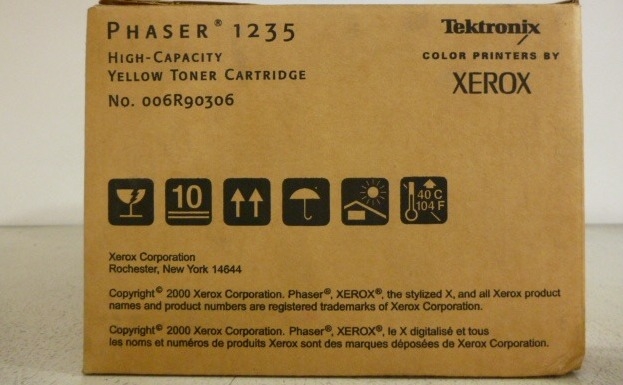 PHASER® 1235
HIGH-CAPACITY
YELLOW TONER CARTRIDGE
No. 006R90306
Tektronix
COLOR PRINTERS BY
XEROX
10
40 C
104 F
Xerox Corporation
Rochester, New York 14644
Copyright© 2000 Xerox Corporation. Phaser®, XEROX®, the stylized X, and all Xerox product
names and product numbers are registered trademarks of Xerox Corporation.
Copyright© 2000 Xerox Corporation. Phaser®, XEROX®, le X digitalisé et tous
les noms et numéros de produits Xerox sont des marques déposées de Xerox Corporation.